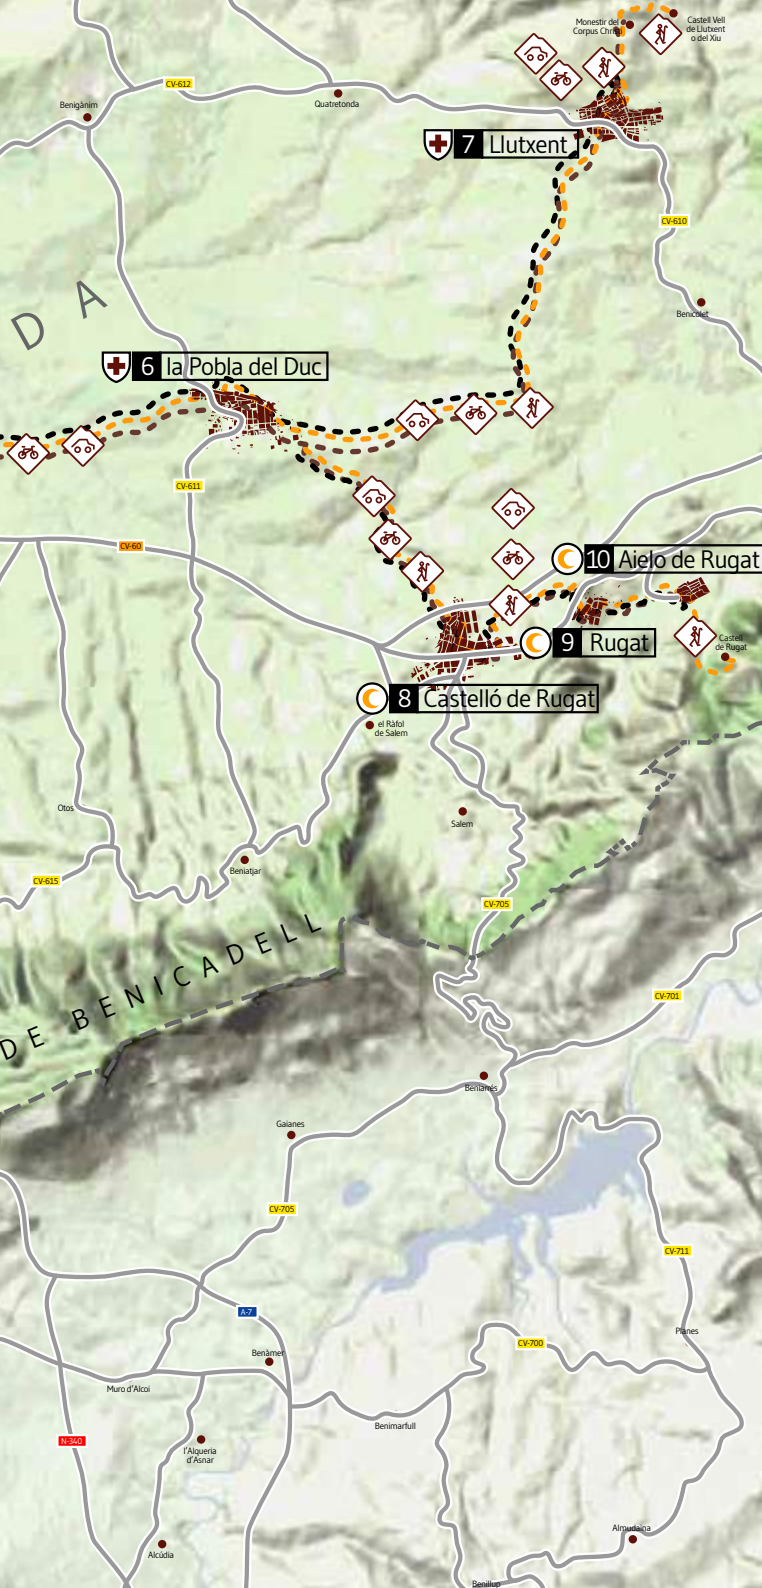 Monestir del
Corpus Christi
Castell Vell
de Llutxent
o del Xiu
CV-612
Benigànim
Quatretonda
7 Llutxent
CV-610
Benicolet
D A
6 la Pobla del Duc
CV-611
CV-60
10 Aielo de Rugat
9 Rugat
Castell
de Rugat
8 Castelló de Rugat
el Ràfol
de Salem
Otos
Salem
Beniatjar
CV-615
CV-705
DE BENICADELL
CV-701
Beniarrés
Gaianes
CV-705
CV-711
A-7
Planes
CV-700
Benàmer
Muro d'Alcoi
Benimarfull
N-340
l'Alqueria
d'Asnar
Almudaina
Alcúdia
Benillup